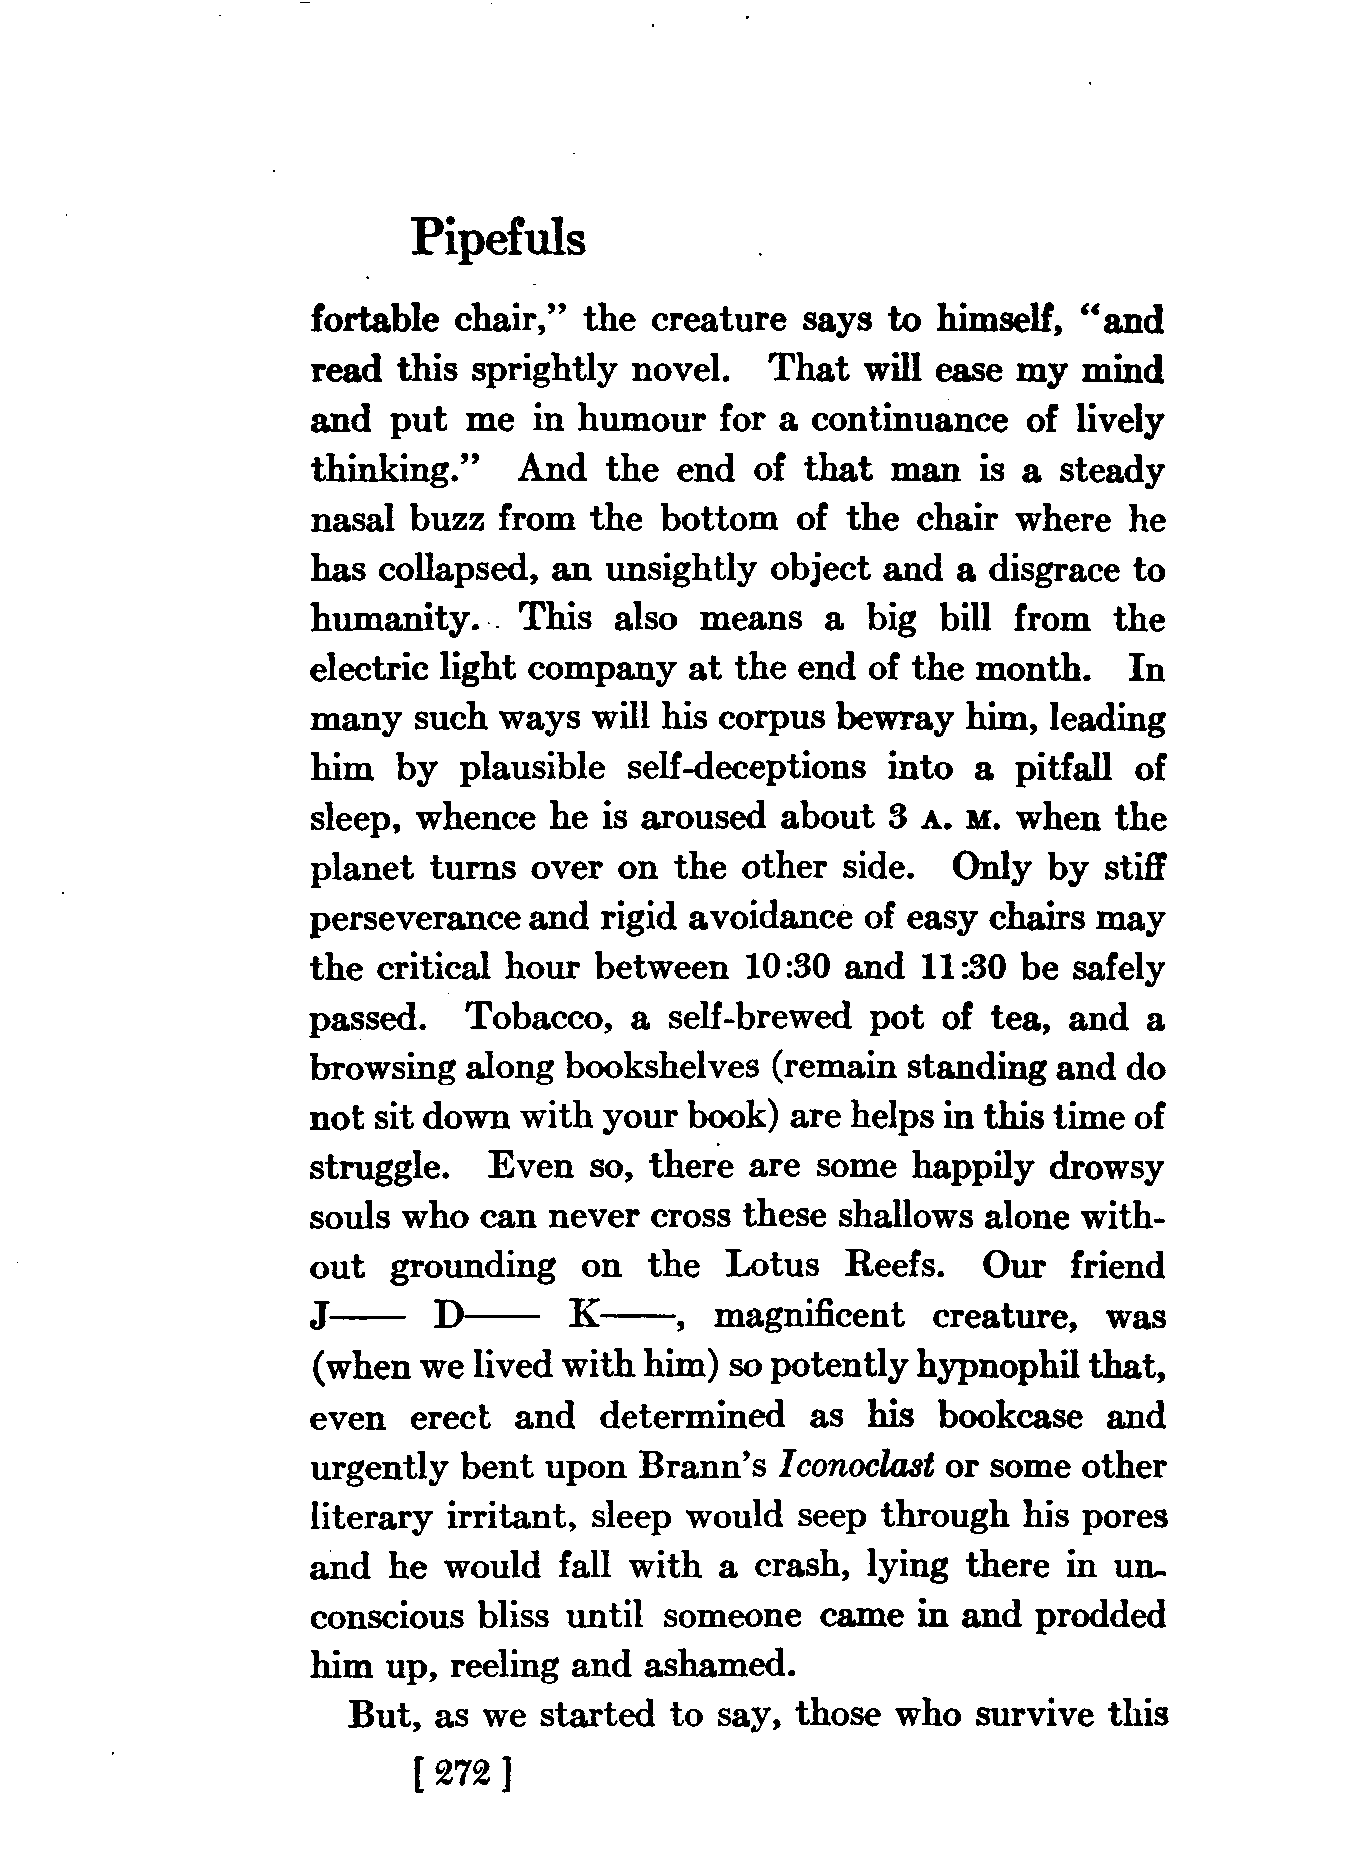 Pipefuls
fortable chair,” the creature says to himself, “and
read this sprightly novel. That will ease my mind
and put me in humour for a continuance of lively
thinking.” And the end of that man is a steady
nasal buzz from the bottom of the chair where he
has collapsed, an unsightly object and a disgrace to
humanity. This also means a big bill from the
electric light company at the end of the month. In
many such ways will his corpus bewray him, leading
him by plausible self-deceptions into a pitfall of
sleep, whence he is aroused about 3 A. M. when the
planet turns over on the other side. Only by stiff
perseverance and rigid avoidance of easy chairs may
the critical hour between 10:30 and 11:30 be safely
passed. Tobacco, a self-brewed pot of tea, and a
browsing along bookshelves (remain standing and do
not sit down with your book) are helps in this time of
struggle. Even so, there are some happily drowsy
souls who can never cross these shallows alone with-
out grounding on the Lotus Reefs. Our friend
J—— D—— K——, magnificent creature, was
(when we lived with him) so potently hypnophil that,
even erect and determined as his bookcase and
urgently bent upon Brann’s Iconoclast or some other
literary irritant, sleep would seep through his pores
and he would fall with a crash, lying there in un-
conscious bliss until someone came in and prodded
him up, reeling and ashamed.
But, as we started to say, those who survive this
[ 272 ]